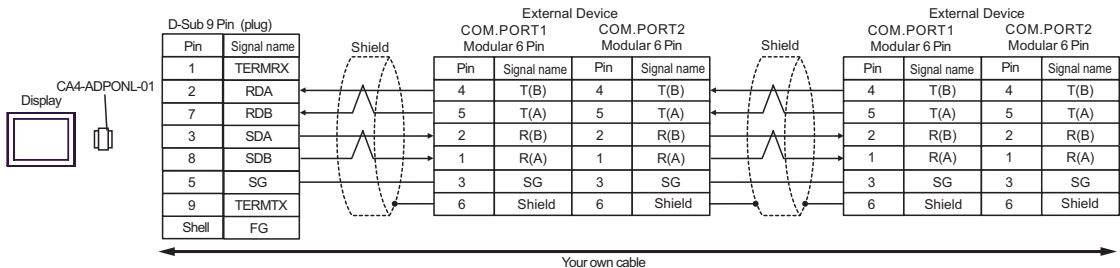 External Device
External Device
D-Sub 9 Pin (plug)
COM.PORT1
COM.PORT2
COM.PORT1
COM.PORT2
Shield
Modular 6 Pin
Modular 6 Pin
Shield
Modular 6 Pin
Modular 6 Pin
Pin Signal name
Pin Signal name Pin Signal name
Pin Signal name Pin Signal name
CA4-ADPONL-01
Display
1 TERMRX
2 RDA 4 T(B) 4 T(B) 4 T(B) 4 T(B)
7 RDB 5 T(A) 5 T(A) 5 T(A) 5 T(A)
3 SDA 2 R(B) 2 R(B) 2 R(B) 2 R(B)
8 SDB 1 R(A) 1 R(A) 1 R(A) 1 R(A)
5 SG 3 SG 3 SG 3 SG 3 SG
9 TERMTX 6 Shield 6 Shield 6 Shield 6 Shield
Shell FG
Your own cable